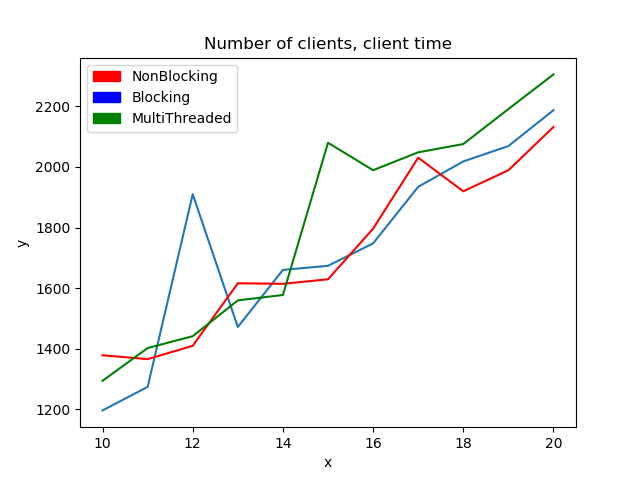 Number of clients, client time
NonBlocking
Blocking
MultiThreaded
2200
2000
1800
1600
1400
1200
y
10 12 14 16 18 20
x